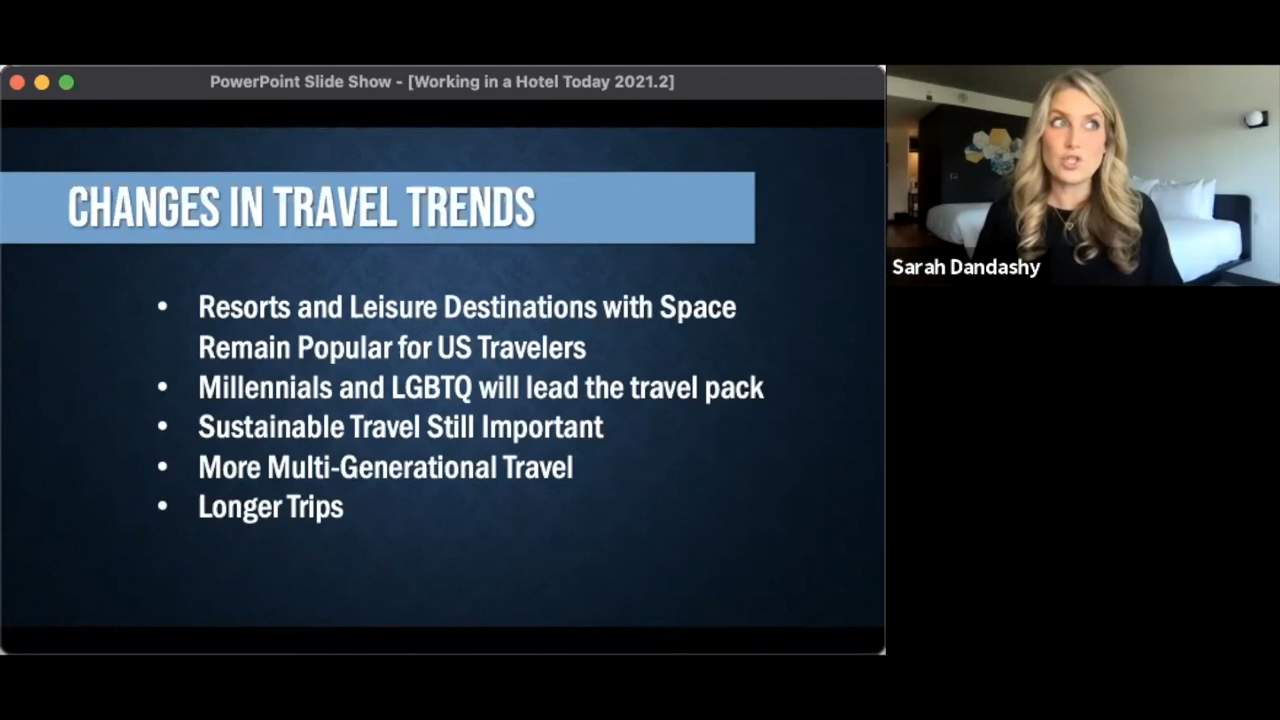 PowerPoint Slide Show - [Working in a Hotel Today 2021.2]
CHANGES IN TRAVEL TRENDS
• Resorts and Leisure Destinations with Space
Remain Popular for US Travelers
• Millennials and LGBTQ will lead the travel pack
• Sustainable Travel Still Important
• More Multi-Generational Travel
• Longer Trips
Sarah Dandashy